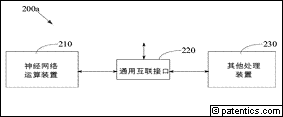 200a
210
220
230
神经网络
运算装置
通用互联接口
其他处理
装置
© patentics.com